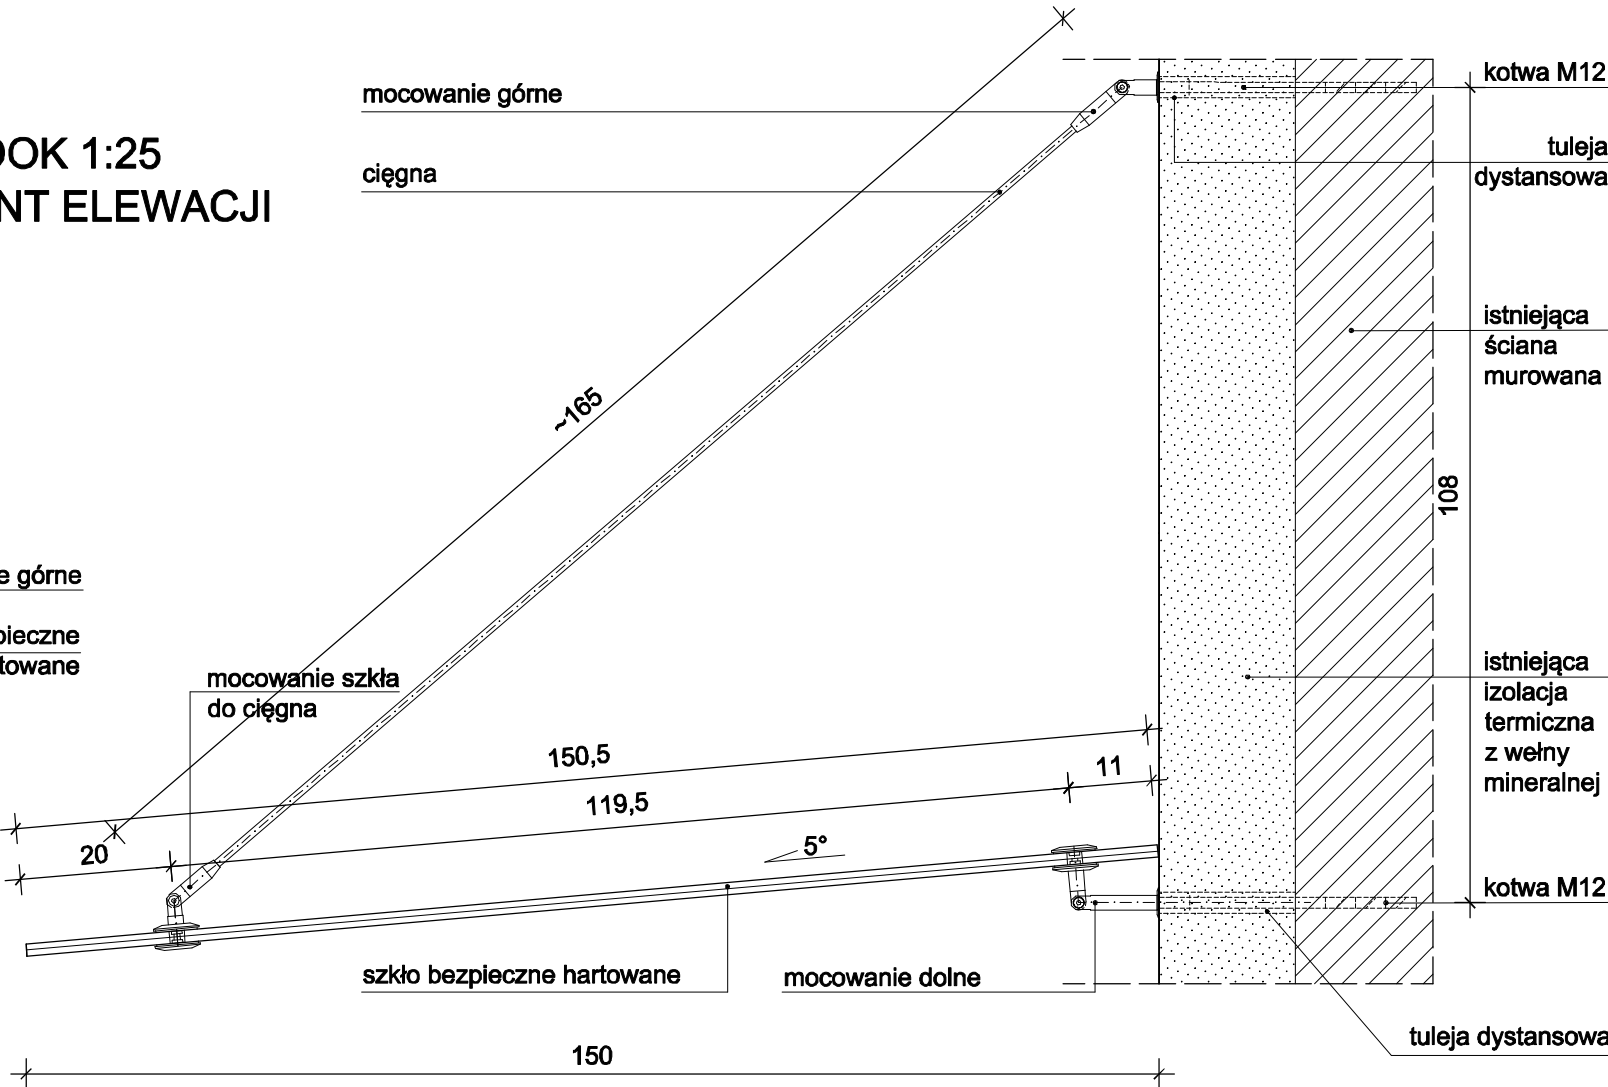 kotwa M12
mocowanie górne
OK 1:25
NT ELEWACJI
cięgna
tuleja
dystansowa
istniejąca
ściana
murowana
~165
108
e górne
pieczne
towane
mocowanie szkła
do cięgna
istniejąca
izolacja
termiczna
z wełny
mineralnej
150,5
11
119,5
20
5°
kotwa M12
szkło bezpieczne hartowane
mocowanie dolne
tuleja dystansowa
150